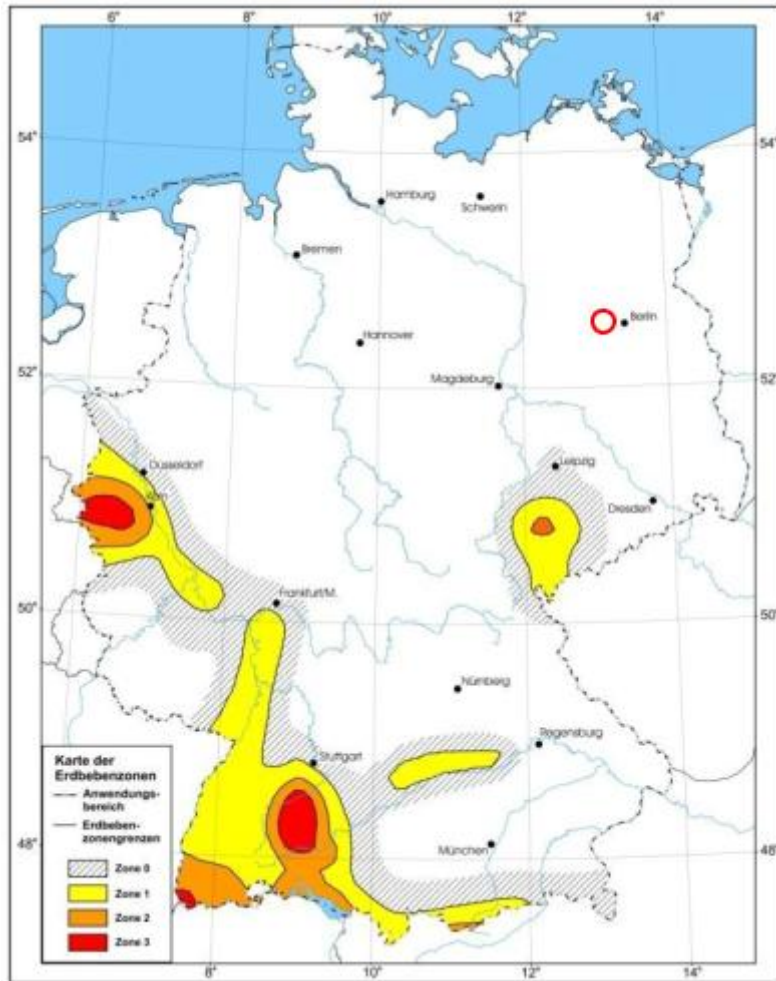 6° 8° 10° 12° 14°
54° 54°
Hamburg
Schwerin
Bremen
Berlin
Hannover
52° 52°
Magdeburg
Düsseldorf
Leipzig
Köln
Dresden
50° 50°
Frankfurt/M.
Nürnberg
Regensburg
Stuttgart
Karte der
Erdbebenzonen
Anwendungs-
bereich
Erdbeben-
zonengrenzen
48° 48°
München
Zone 0
Zone 1
Zone 2
Zone 3
8° 10° 12° 14°